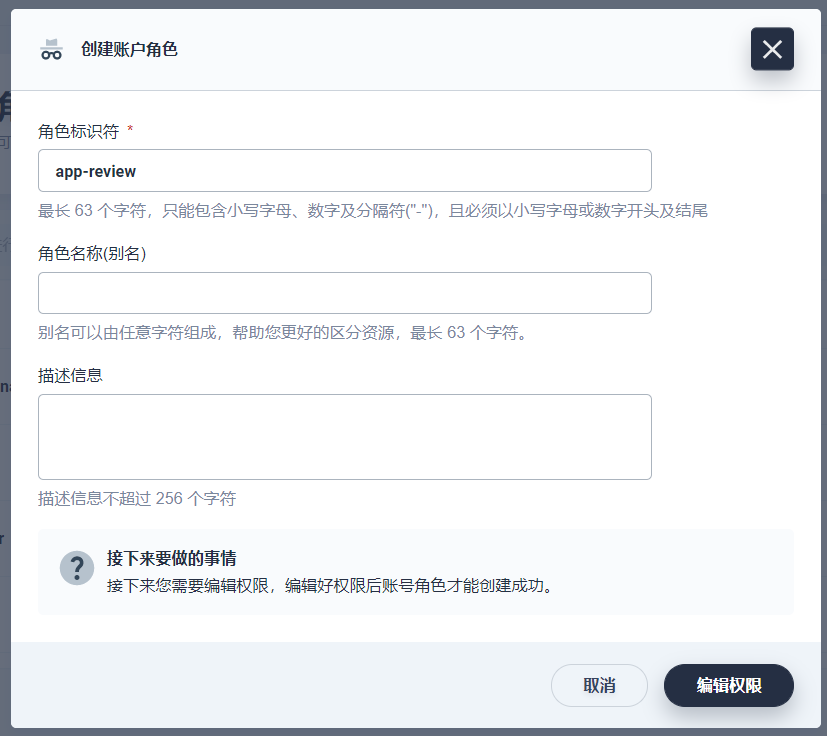 创建账户角色
角色标识符 *
app-review
最长 63 个字符，只能包含小写字母、数字及分隔符("-")，且必须以小写字母或数字开头及结尾
角色名称(别名)
别名可以由任意字符组成，帮助您更好的区分资源，最长 63 个字符。
描述信息
描述信息不超过 256 个字符
?
接下来要做的事情
接下来您需要编辑权限，编辑好权限后账号角色才能创建成功。
取消
编辑权限